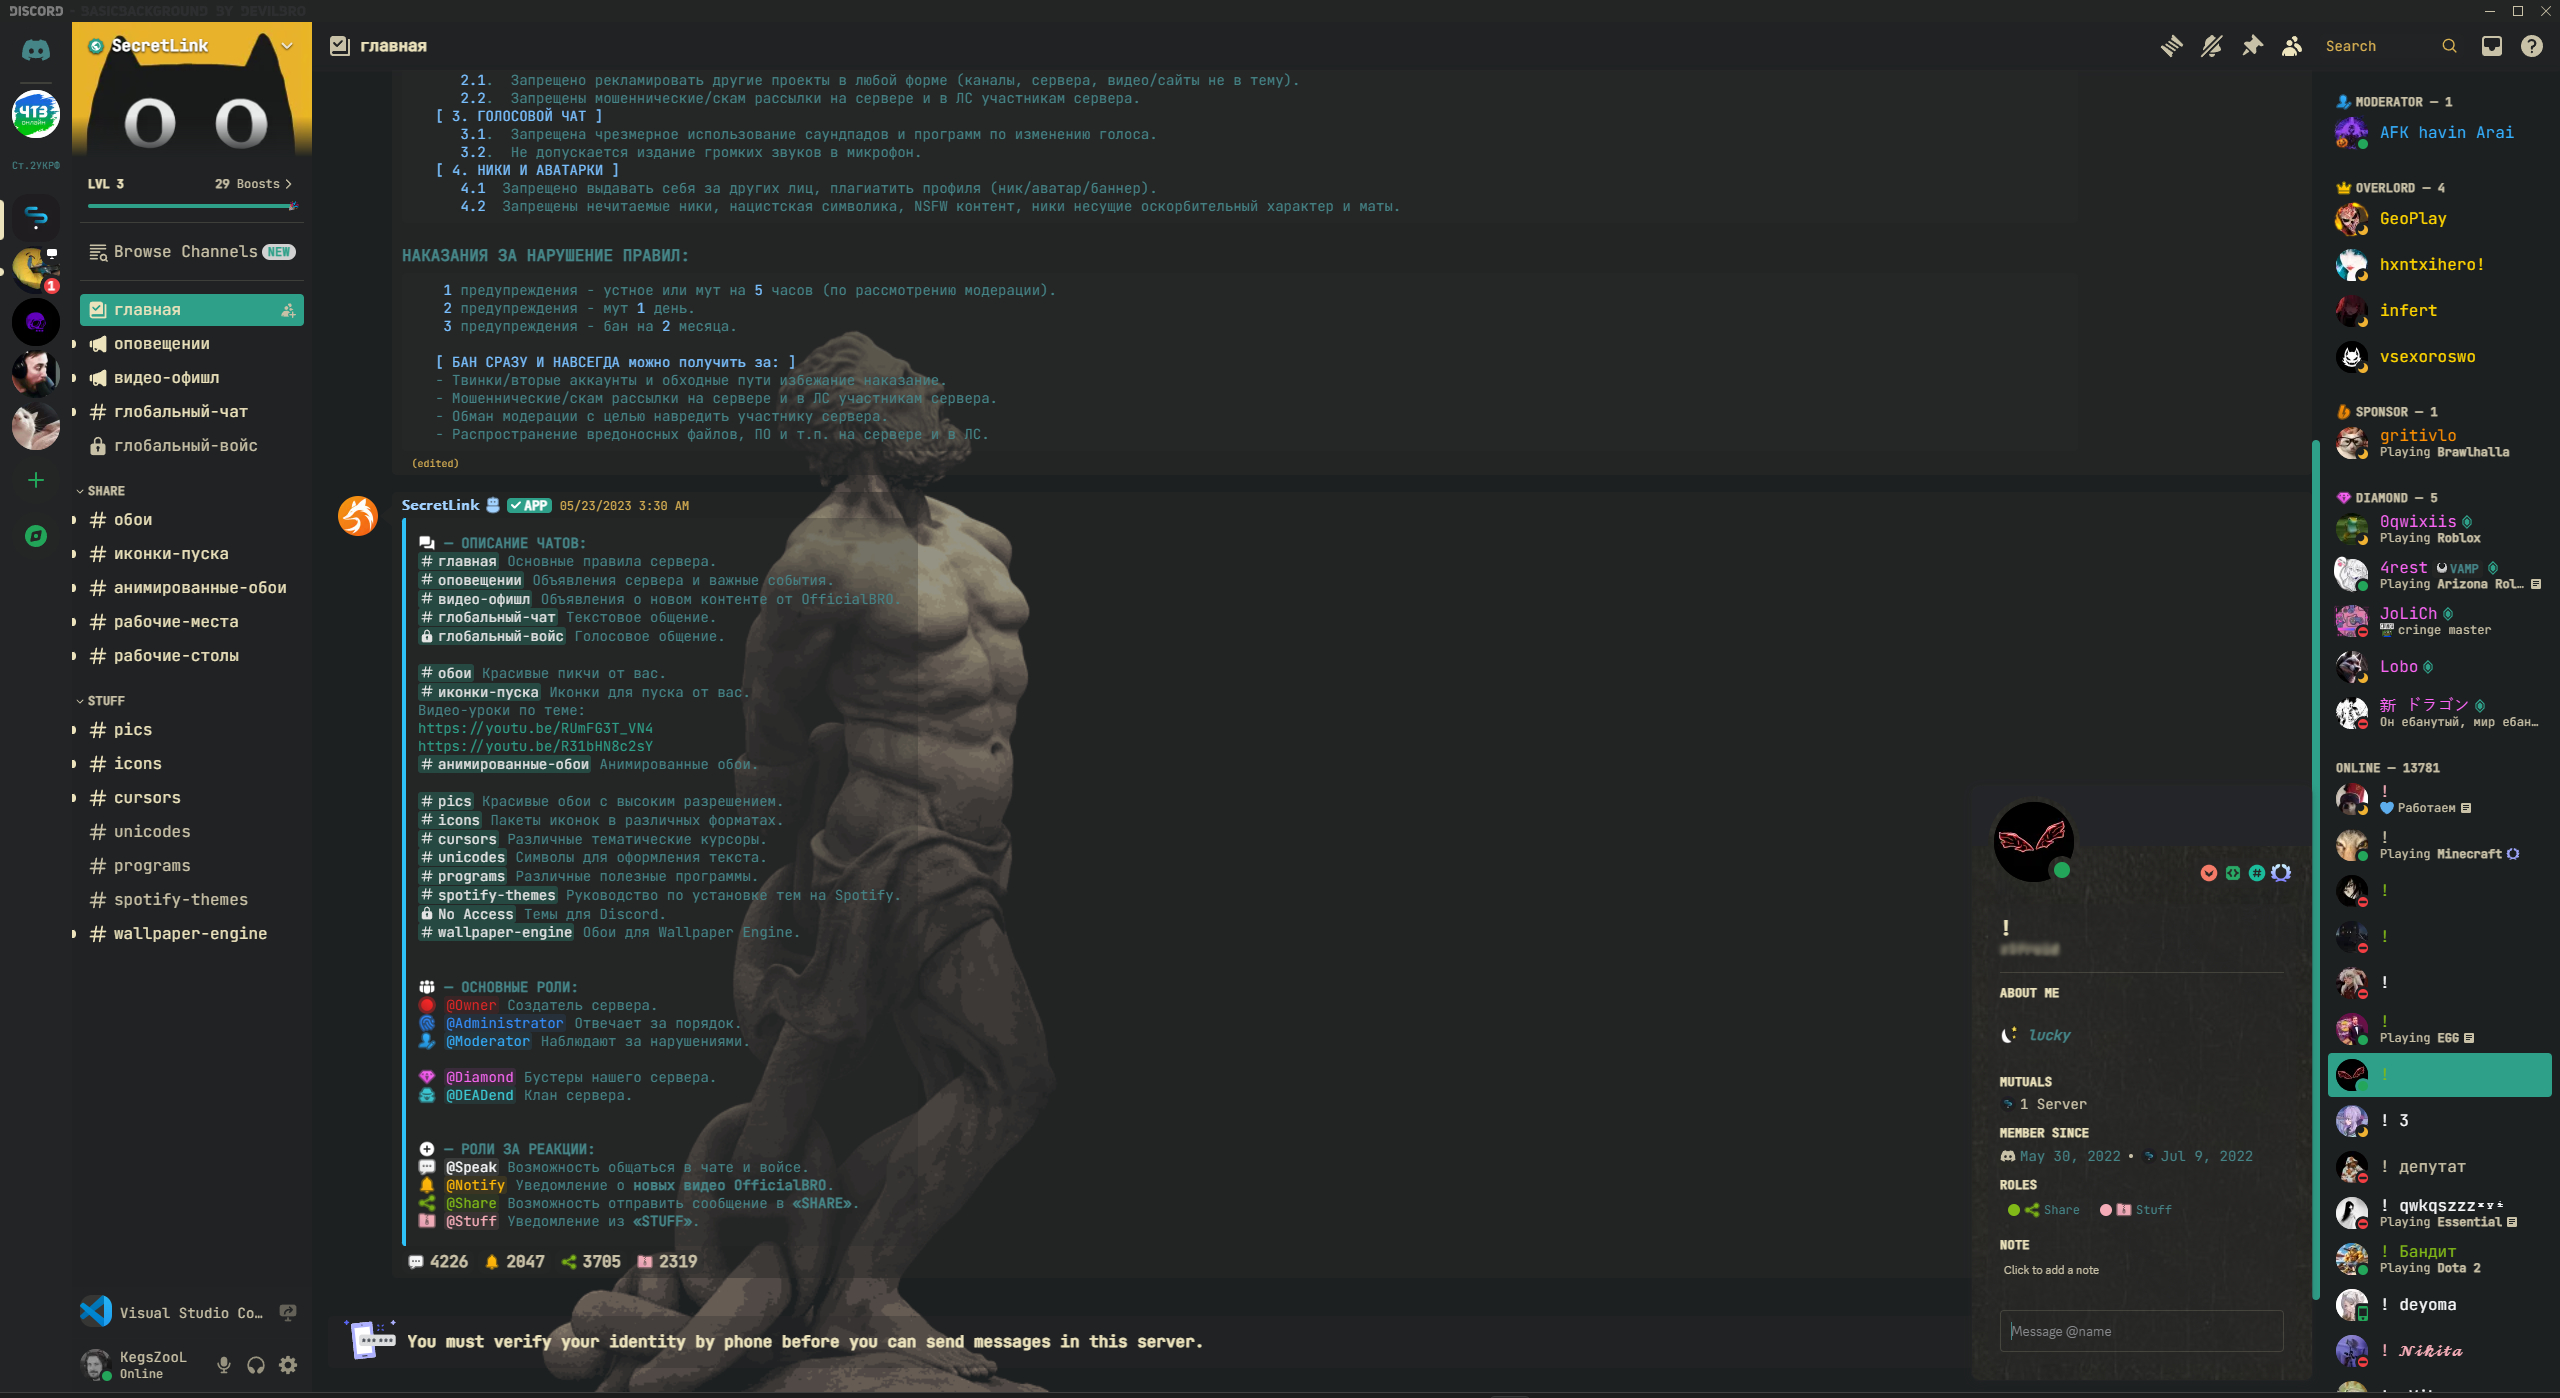 DISCORD - BASICBACKGROUND BY DEVILBRO
SecretLink
LVL 3
29 Boosts
Browse Channels NEW
главная
оповещении
видео-офишл
глобальный-чат
глобальный-войс
SHARE
обои
иконки-пуска
анимированные-обои
рабочие-места
рабочие-столы
STUFF
pics
icons
cursors
unicodes
programs
spotify-themes
wallpaper-engine
ЧТЗ
онлайн
Ст.2УКРФ
1
Visual Studio Co...
KegsZooL
Online
главная
Search
2.1. Запрещено рекламировать другие проекты в любой форме (каналы, сервера, видео/сайты не в тему).
2.2. Запрещены мошеннические/скам рассылки на сервере и в ЛС участникам сервера.
[ 3. ГОЛОСОВОЙ ЧАТ ]
3.1. Запрещена чрезмерное использование саундпадов и программ по изменению голоса.
3.2. Не допускается издание громких звуков в микрофон.
[ 4. НИКИ И АВАТАРКИ ]
4.1 Запрещено выдавать себя за других лиц, плагиатить профиля (ник/аватар/баннер).
4.2 Запрещены нечитаемые ники, нацистская символика, NSFW контент, ники несущие оскорбительный характер и маты.
НАКАЗАНИЯ ЗА НАРУШЕНИЕ ПРАВИЛ:
1 предупреждения - устное или мут на 5 часов (по рассмотрению модерации).
2 предупреждения - мут 1 день.
3 предупреждения - бан на 2 месяца.
[ БАН СРАЗУ И НАВСЕГДА можно получить за: ]
- Твинки/вторые аккаунты и обходные пути избежание наказание.
- Мошеннические/скам рассылки на сервере и в ЛС участникам сервера.
- Обман модерации с целью навредить участнику сервера.
- Распространение вредоносных файлов, ПО и т.п. на сервере и в ЛС.
(edited)
SecretLink APP 05/23/2023 3:30 AM
— ОПИСАНИЕ ЧАТОВ:
главная Основные правила сервера.
оповещении Объявления сервера и важные события.
видео-офишл Объявления о новом контенте от OfficialBRO.
глобальный-чат Текстовое общение.
глобальный-войс Голосовое общение.
обои Красивые пикчи от вас.
иконки-пуска Иконки для пуска от вас.
Видео-уроки по теме:
https://youtu.be/RUmFG3T_VN4
https://youtu.be/R31bHN8c2sY
анимированные-обои Анимированные обои.
pics Красивые обои с высоким разрешением.
icons Пакеты иконок в различных форматах.
cursors Различные тематические курсоры.
unicodes Символы для оформления текста.
programs Различные полезные программы.
spotify-themes Руководство по установке тем на Spotify.
No Access Темы для Discord.
wallpaper-engine Обои для Wallpaper Engine.
— ОСНОВНЫЕ РОЛИ:
@Owner Создатель сервера.
@Administrator Отвечает за порядок.
@Moderator Наблюдают за нарушениями.
@Diamond Бустеры нашего сервера.
@DEADend Клан сервера.
— РОЛИ ЗА РЕАКЦИИ:
@Speak Возможность общаться в чате и войсе.
@Notify Уведомление о новых видео OfficialBRO.
@Share Возможность отправить сообщение в «SHARE».
@Stuff Уведомление из «STUFF».
4226 2047 3705 2319
You must verify your identity by phone before you can send messages in this server.
!
ABOUT ME
lucky
MUTUALS
1 Server
MEMBER SINCE
May 30, 2022 • Jul 9, 2022
ROLES
Share Stuff
NOTE
Click to add a note
Message @name
MODERATOR — 1
AFK havin Arai
OVERLORD — 4
GeoPlay
hxntxihero!
infert
vsexoroswo
SPONSOR — 1
gritivlo
Playing Brawlhalla
DIAMOND — 5
0qwixiis
Playing Roblox
4rest VAMP
Playing Arizona Rol...
JoLiCh
cringe master
Lobo
新 ドラゴン
Он ебанутый, мир ебан...
ONLINE — 13781
!
Работаем
!
Playing Minecraft
!
!
!
!
Playing EGG
!
! 3
! депутат
! qwkqszzzˣʸᶻ
Playing Essential
! Бандит
Playing Dota 2
! deyoma
! 𝓝𝓲𝓴𝓲𝓽𝓪